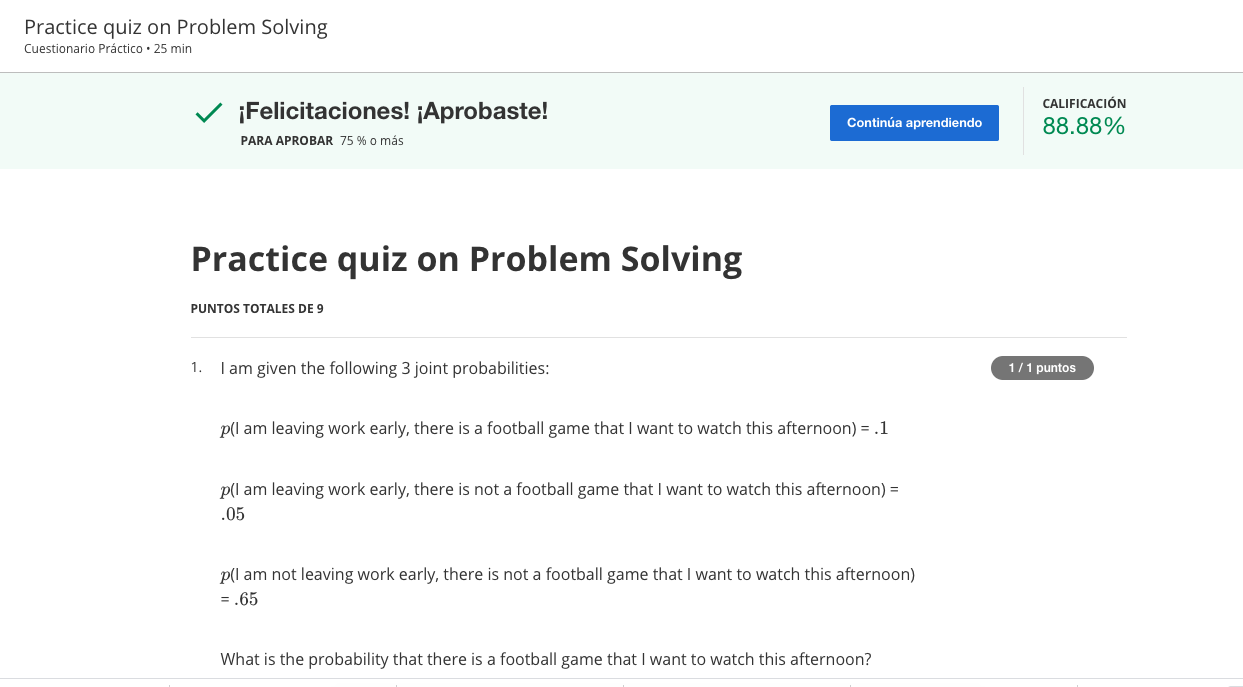 Practice quiz on Problem Solving
Cuestionario Práctico • 25 min
¡Felicitaciones! ¡Aprobaste!
PARA APROBAR 75 % o más
Continúa aprendiendo
CALIFICACIÓN
88.88%
Practice quiz on Problem Solving
PUNTOS TOTALES DE 9
1. I am given the following 3 joint probabilities:
1 / 1 puntos
p(I am leaving work early, there is a football game that I want to watch this afternoon) = .1
p(I am leaving work early, there is not a football game that I want to watch this afternoon) =
.05
p(I am not leaving work early, there is not a football game that I want to watch this afternoon)
= .65
What is the probability that there is a football game that I want to watch this afternoon?